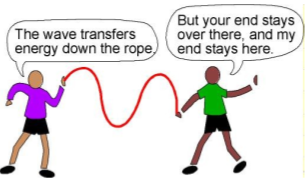 The wave transfers
energy down the rope.
But your end stays
over there, and my
end stays here.